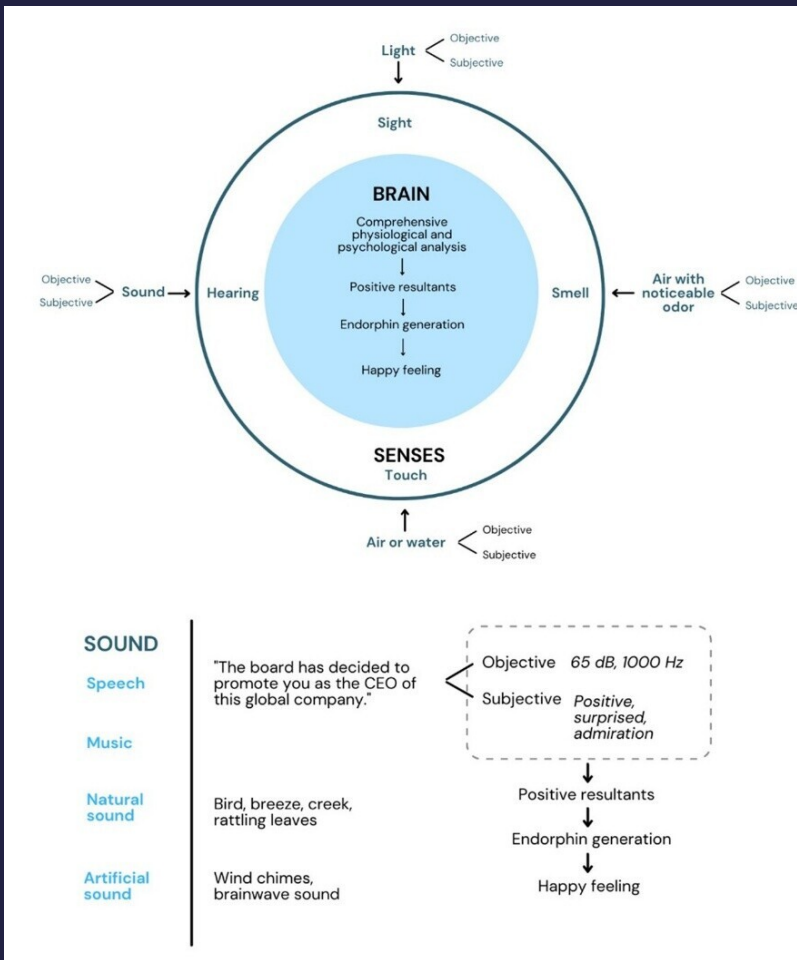 Light
Objective
Subjective
Sight
BRAIN
Comprehensive
physiological and
psychological analysis
Positive resultants
Endorphin generation
Happy feeling
Objective
Subjective
Sound
Hearing
Smell
Air with
noticeable
odor
Objective
Subjective
SENSES
Touch
Air or water
Objective
Subjective
SOUND
Speech
"The board has decided to
promote you as the CEO of
this global company."
Objective 65 dB, 1000 Hz
Subjective Positive,
surprised,
admiration
Music
Natural
sound
Bird, breeze, creek,
rattling leaves
Artificial
sound
Wind chimes,
brainwave sound
Positive resultants
Endorphin generation
Happy feeling